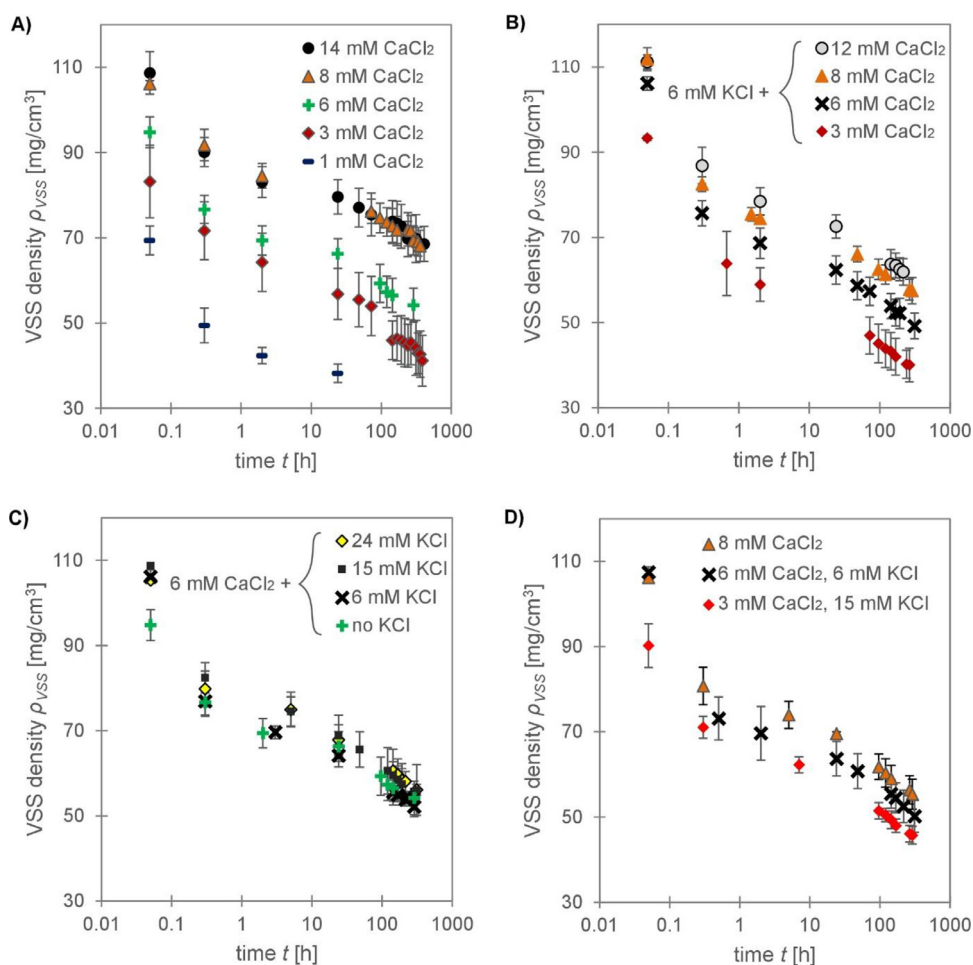 A)
14 mM CaCl₂
8 mM CaCl₂
6 mM CaCl₂
3 mM CaCl₂
1 mM CaCl₂
VSS density ρVSS [mg/cm³]
110
90
70
50
30
0.01 0.1 1 10 100 1000
time t [h]
B)
6 mM KCl +
12 mM CaCl₂
8 mM CaCl₂
6 mM CaCl₂
3 mM CaCl₂
VSS density ρVSS [mg/cm³]
110
90
70
50
30
0.01 0.1 1 10 100 1000
time t [h]
C)
6 mM CaCl₂ +
24 mM KCl
15 mM KCl
6 mM KCl
no KCl
VSS density ρVSS [mg/cm³]
110
90
70
50
30
0.01 0.1 1 10 100 1000
time t [h]
D)
8 mM CaCl₂
6 mM CaCl₂, 6 mM KCl
3 mM CaCl₂, 15 mM KCl
VSS density ρVSS [mg/cm³]
110
90
70
50
30
0.01 0.1 1 10 100 1000
time t [h]